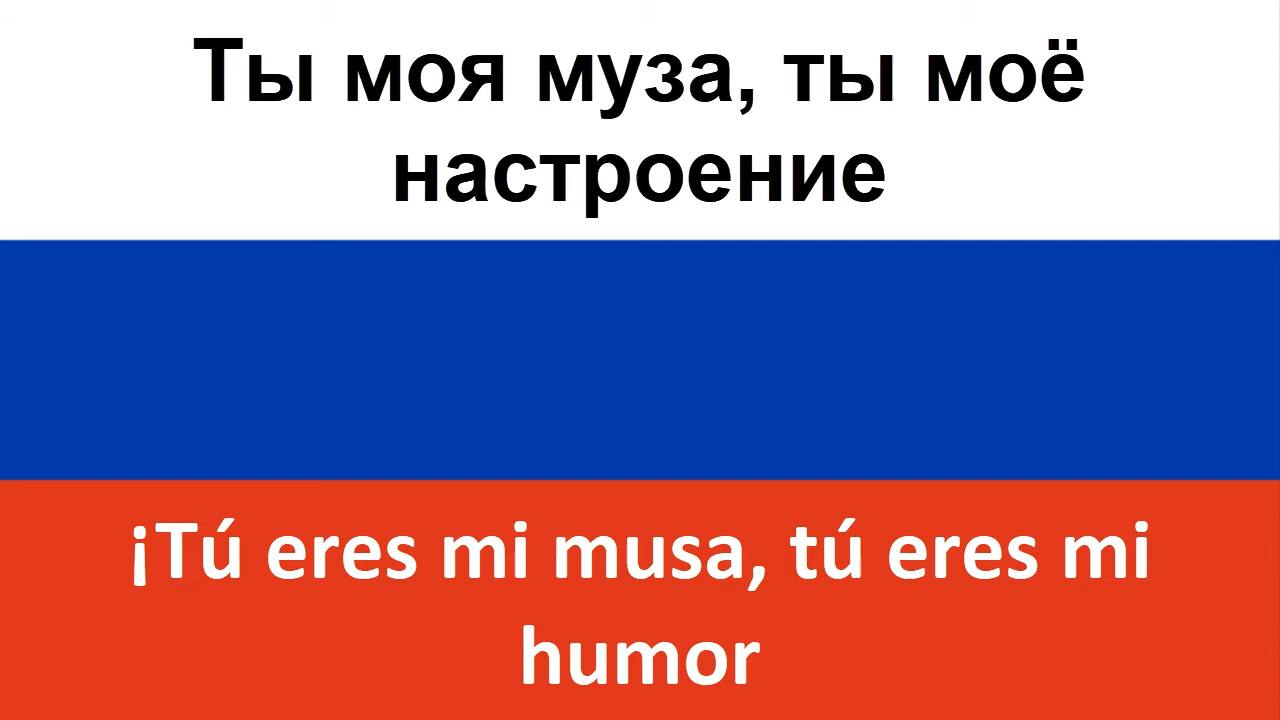 Ты моя муза, ты моё
настроение
¡Tú eres mi musa, tú eres mi
humor